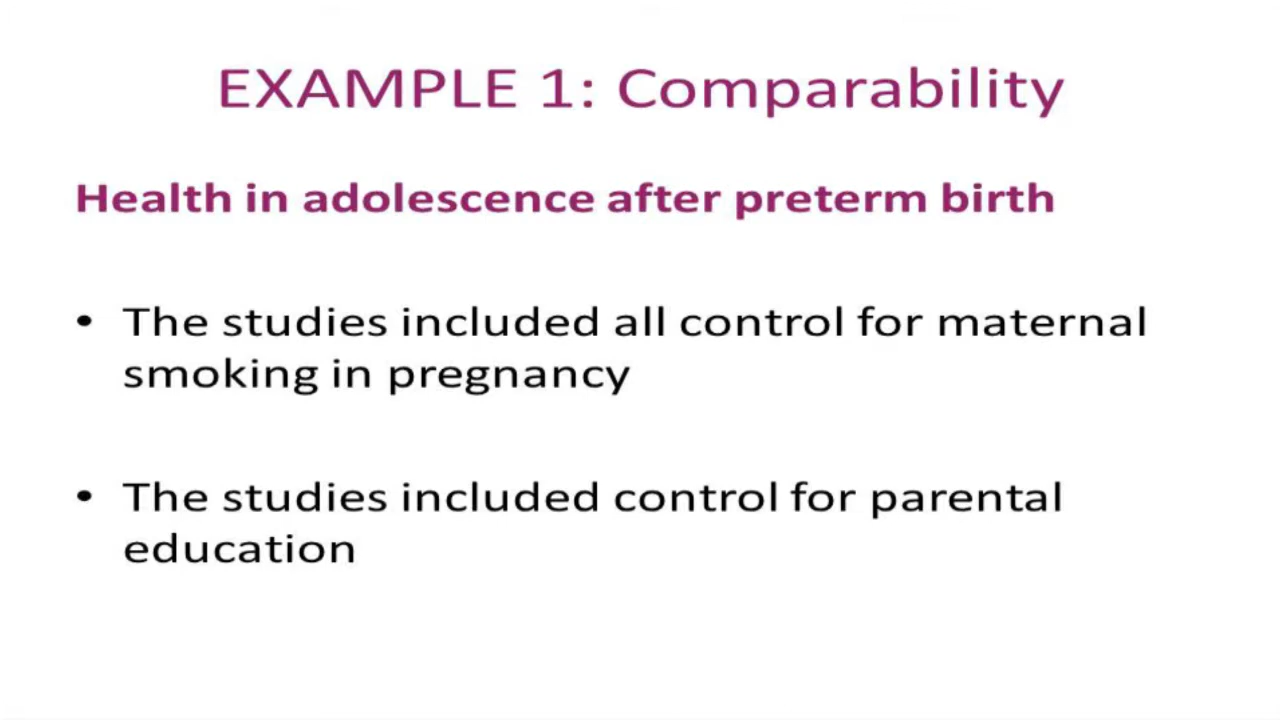 EXAMPLE 1: Comparability
Health in adolescence after preterm birth
• The studies included all control for maternal
smoking in pregnancy
• The studies included control for parental
education